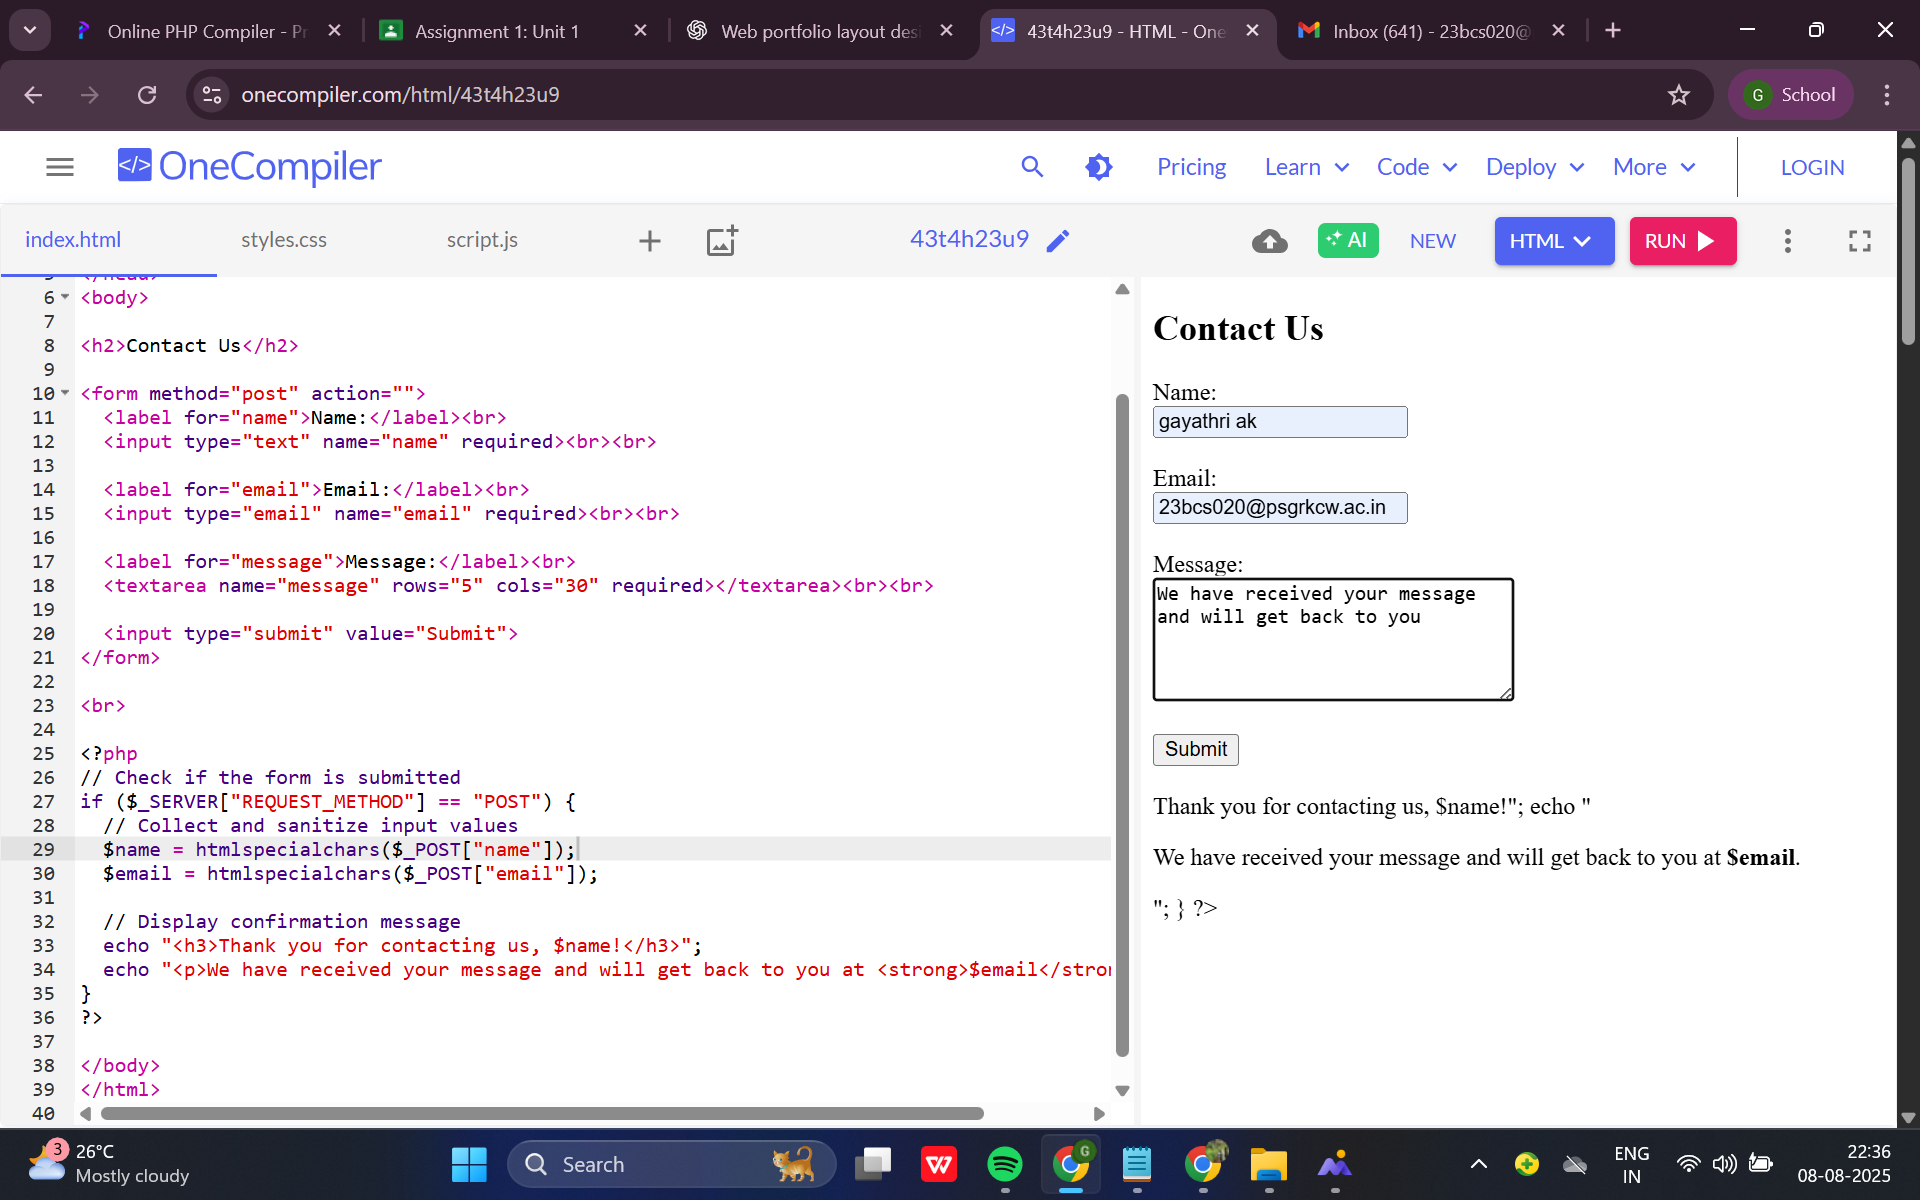 Online PHP Compiler - Pr
Assignment 1: Unit 1
Web portfolio layout desi
43t4h23u9 - HTML - One
Inbox (641) - 23bcs020@
onecompiler.com/html/43t4h23u9
G School
</> OneCompiler
Pricing
Learn
Code
Deploy
More
LOGIN
index.html
styles.css
script.js
43t4h23u9
AI
NEW
HTML
RUN
6 <body>
7
8 <h2>Contact Us</h2>
9
10 <form method="post" action="">
11 <label for="name">Name:</label><br>
12 <input type="text" name="name" required><br><br>
13
14 <label for="email">Email:</label><br>
15 <input type="email" name="email" required><br><br>
16
17 <label for="message">Message:</label><br>
18 <textarea name="message" rows="5" cols="30" required></textarea><br><br>
19
20 <input type="submit" value="Submit">
21 </form>
22
23 <br>
24
25 <?php
26 // Check if the form is submitted
27 if ($_SERVER["REQUEST_METHOD"] == "POST") {
28 // Collect and sanitize input values
29 $name = htmlspecialchars($_POST["name"]);
30 $email = htmlspecialchars($_POST["email"]);
31
32 // Display confirmation message
33 echo "<h3>Thank you for contacting us, $name!</h3>";
34 echo "<p>We have received your message and will get back to you at <strong>$email</stron
35 }
36 ?>
37
38 </body>
39 </html>
40
Contact Us
Name:
gayathri ak
Email:
23bcs020@psgrkcw.ac.in
Message:
We have received your message
and will get back to you
Submit
Thank you for contacting us, $name!"; echo "
We have received your message and will get back to you at $email.
"; } ?>
3
26°C
Mostly cloudy
Search
G
ENG
IN
22:36
08-08-2025